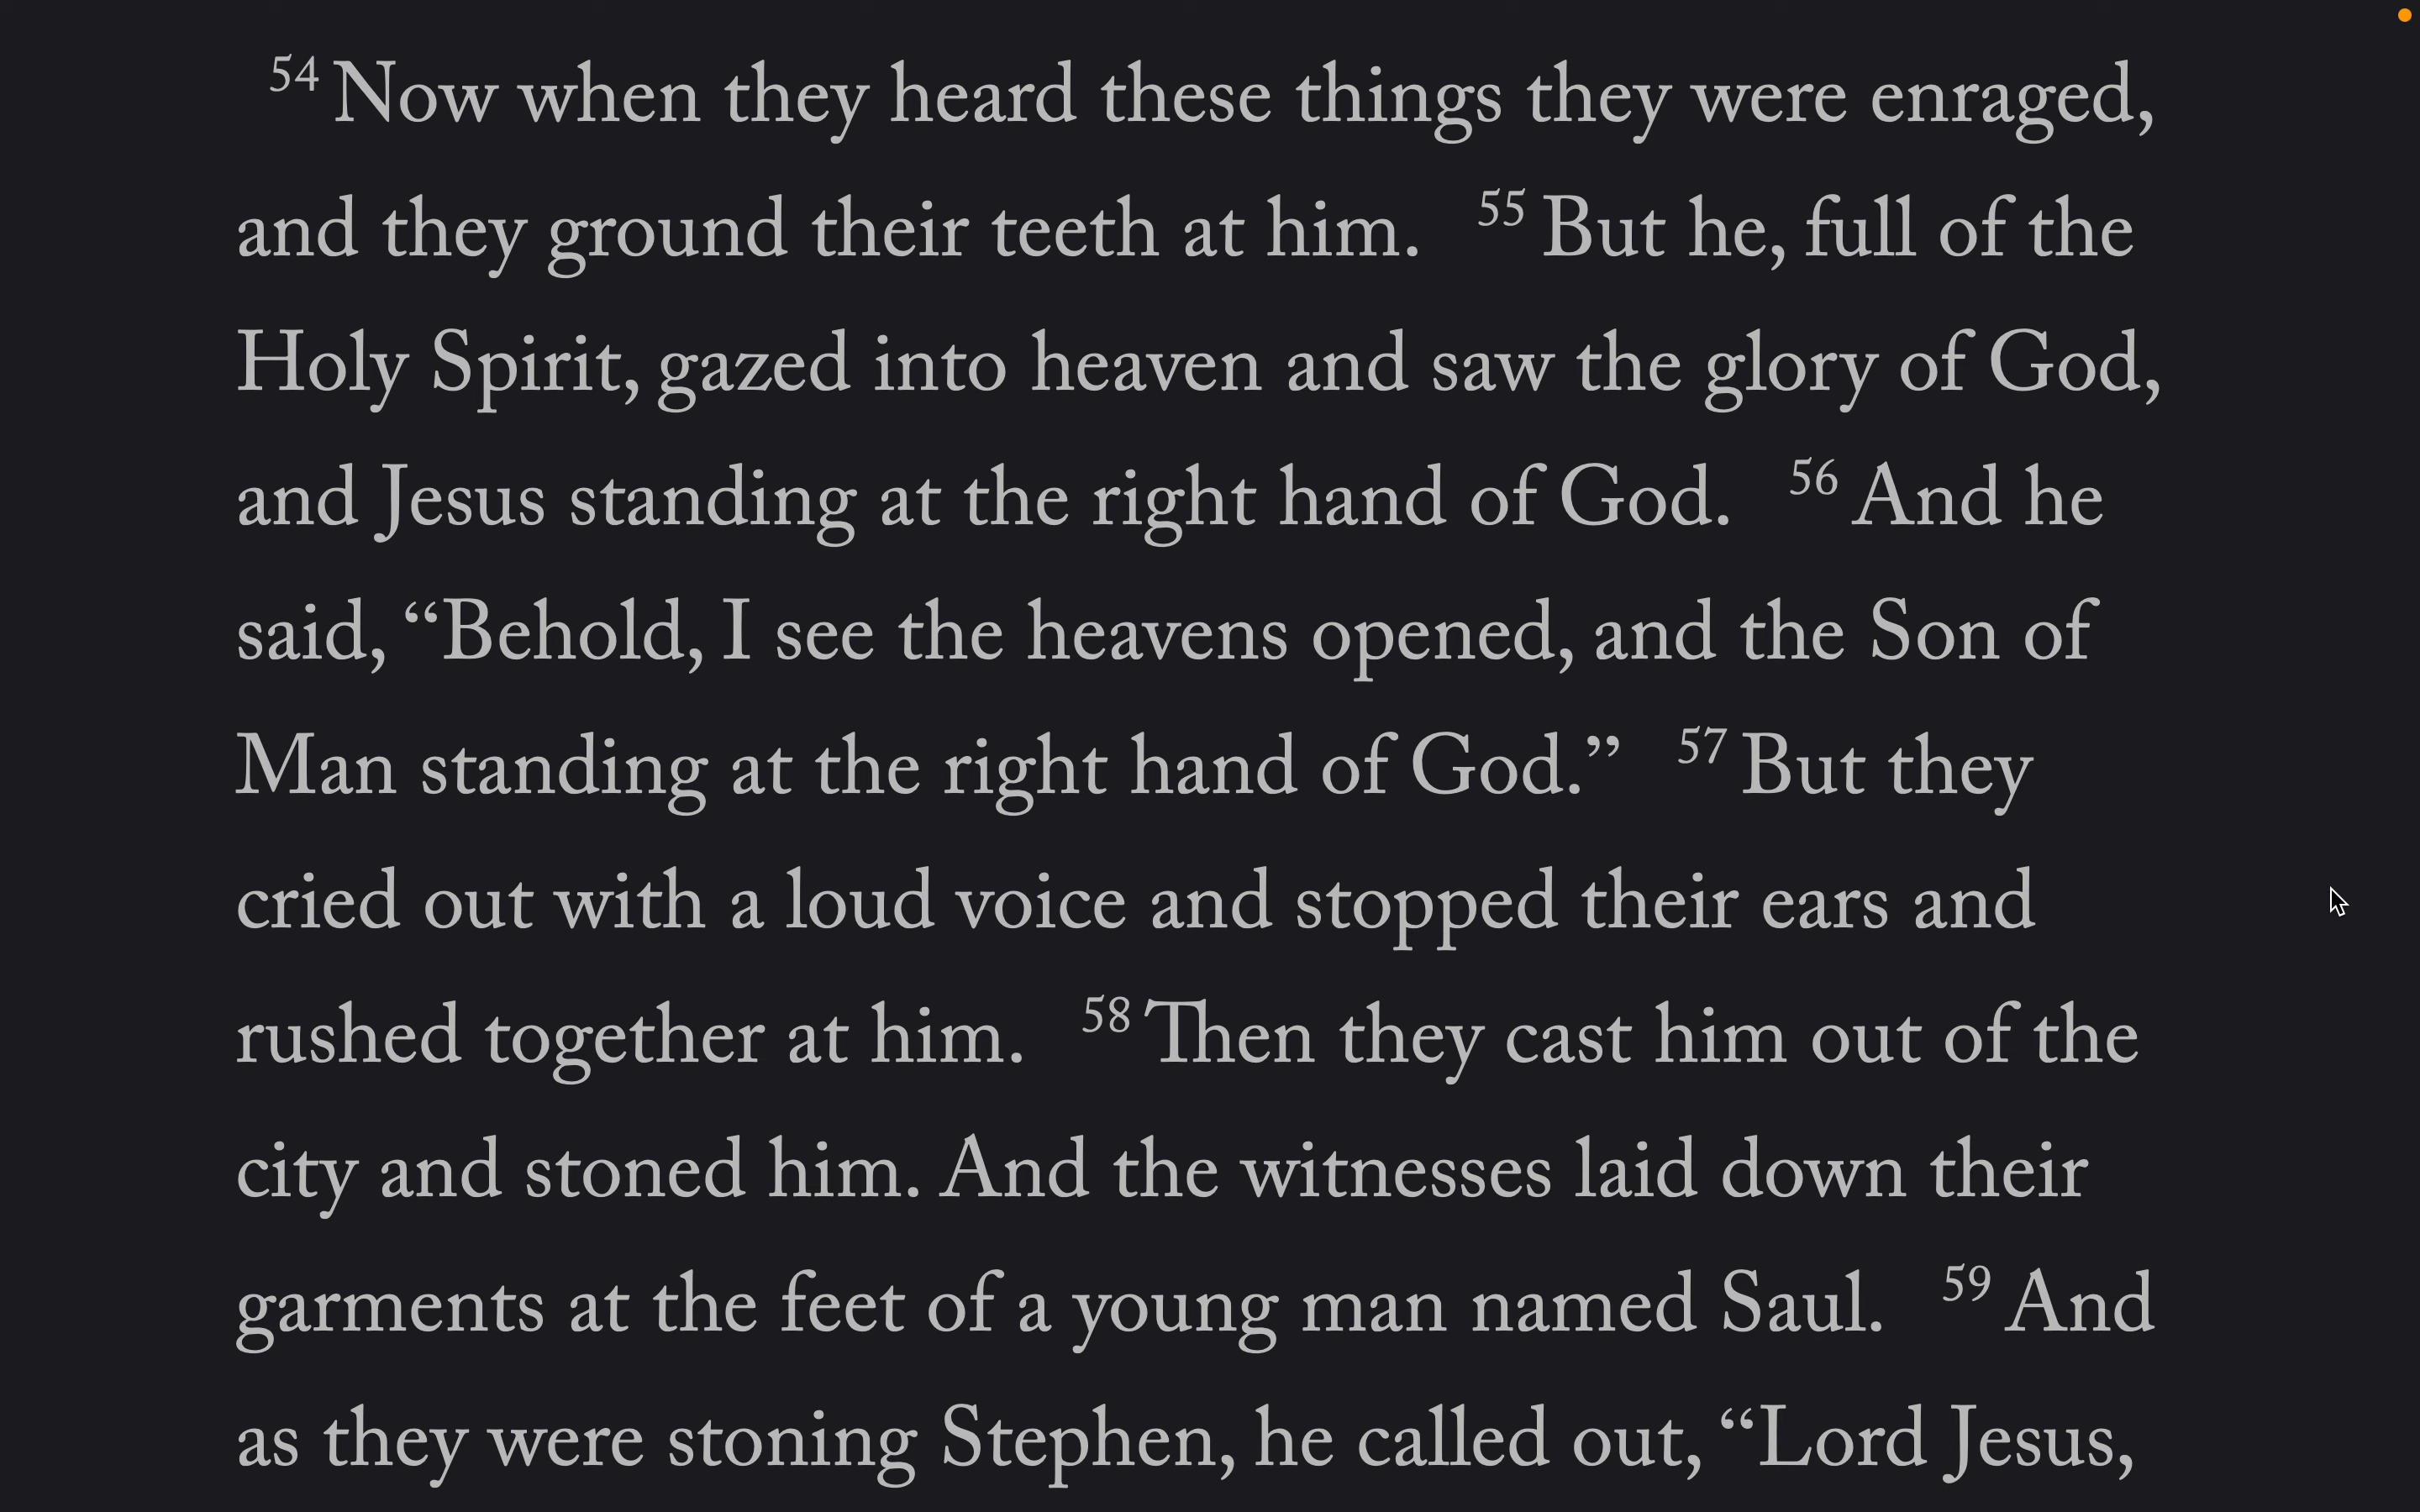 54 Now when they heard these things they were enraged,
and they ground their teeth at him. 55 But he, full of the
Holy Spirit, gazed into heaven and saw the glory of God,
and Jesus standing at the right hand of God. 56 And he
said, “Behold, I see the heavens opened, and the Son of
Man standing at the right hand of God.” 57 But they
cried out with a loud voice and stopped their ears and
rushed together at him. 58 Then they cast him out of the
city and stoned him. And the witnesses laid down their
garments at the feet of a young man named Saul. 59 And
as they were stoning Stephen, he called out, “Lord Jesus,